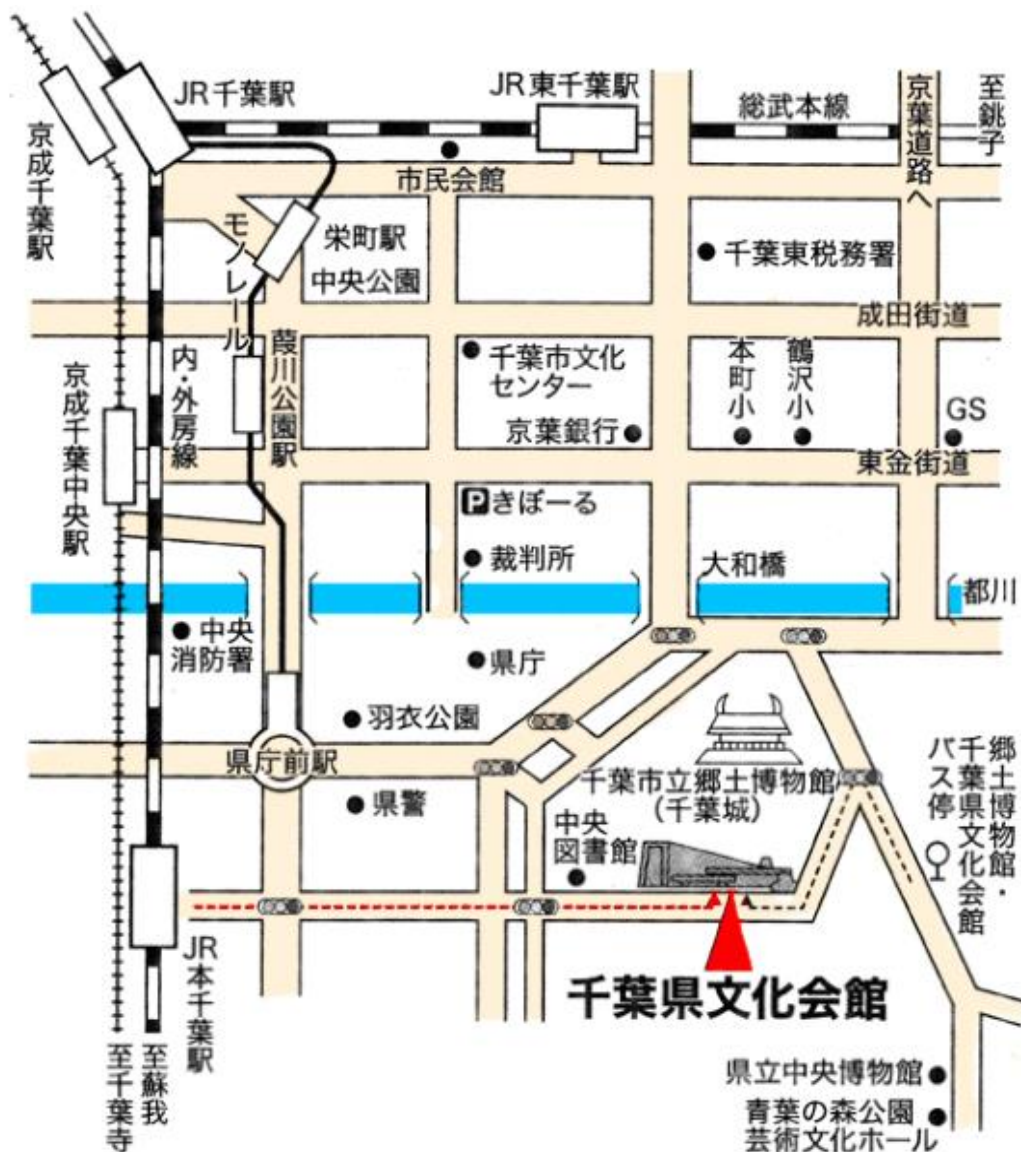 JR千葉駅
JR東千葉駅
総武本線
京葉道路へ
至銚子
京成千葉駅
市民会館
モノレール
栄町駅
中央公園
千葉東税務署
成田街道
内・外房線
葭川公園駅
千葉市文化
センター
本町小
鶴沢小
京成千葉中央駅
京葉銀行
GS
東金街道
Pきぼーる
裁判所
大和橋
都川
中央
消防署
県庁
羽衣公園
県庁前駅
千葉市立郷土博物館
(千葉城)
郷土博物館・
千葉県文化会館
バス停
県警
中央
図書館
JR本千葉駅
千葉県文化会館
至蘇我
至千葉寺
県立中央博物館
青葉の森公園
芸術文化ホール